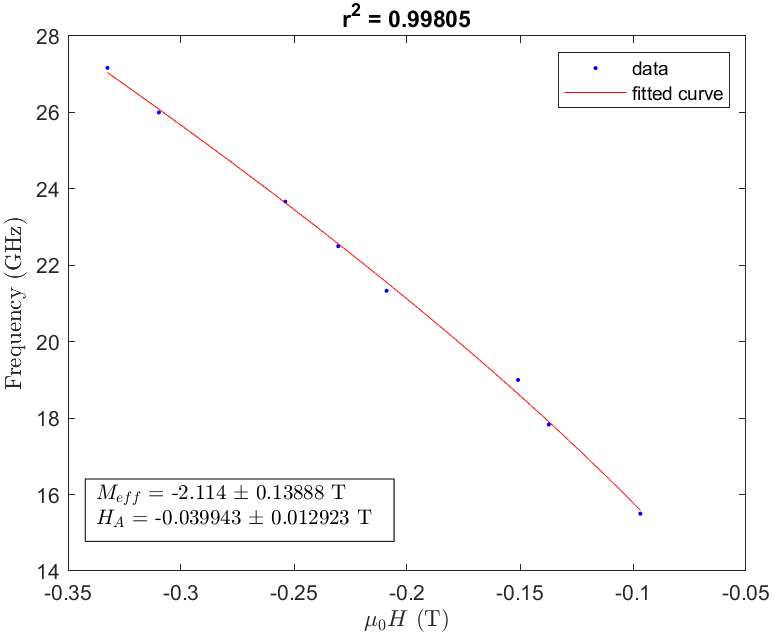 r² = 0.99805
28
26
24
22
20
18
16
14
Frequency (GHz)
data
fitted curve
M_eff = -2.114 ± 0.13888 T
H_A = -0.039943 ± 0.012923 T
-0.35 -0.3 -0.25 -0.2 -0.15 -0.1 -0.05
μ₀H (T)